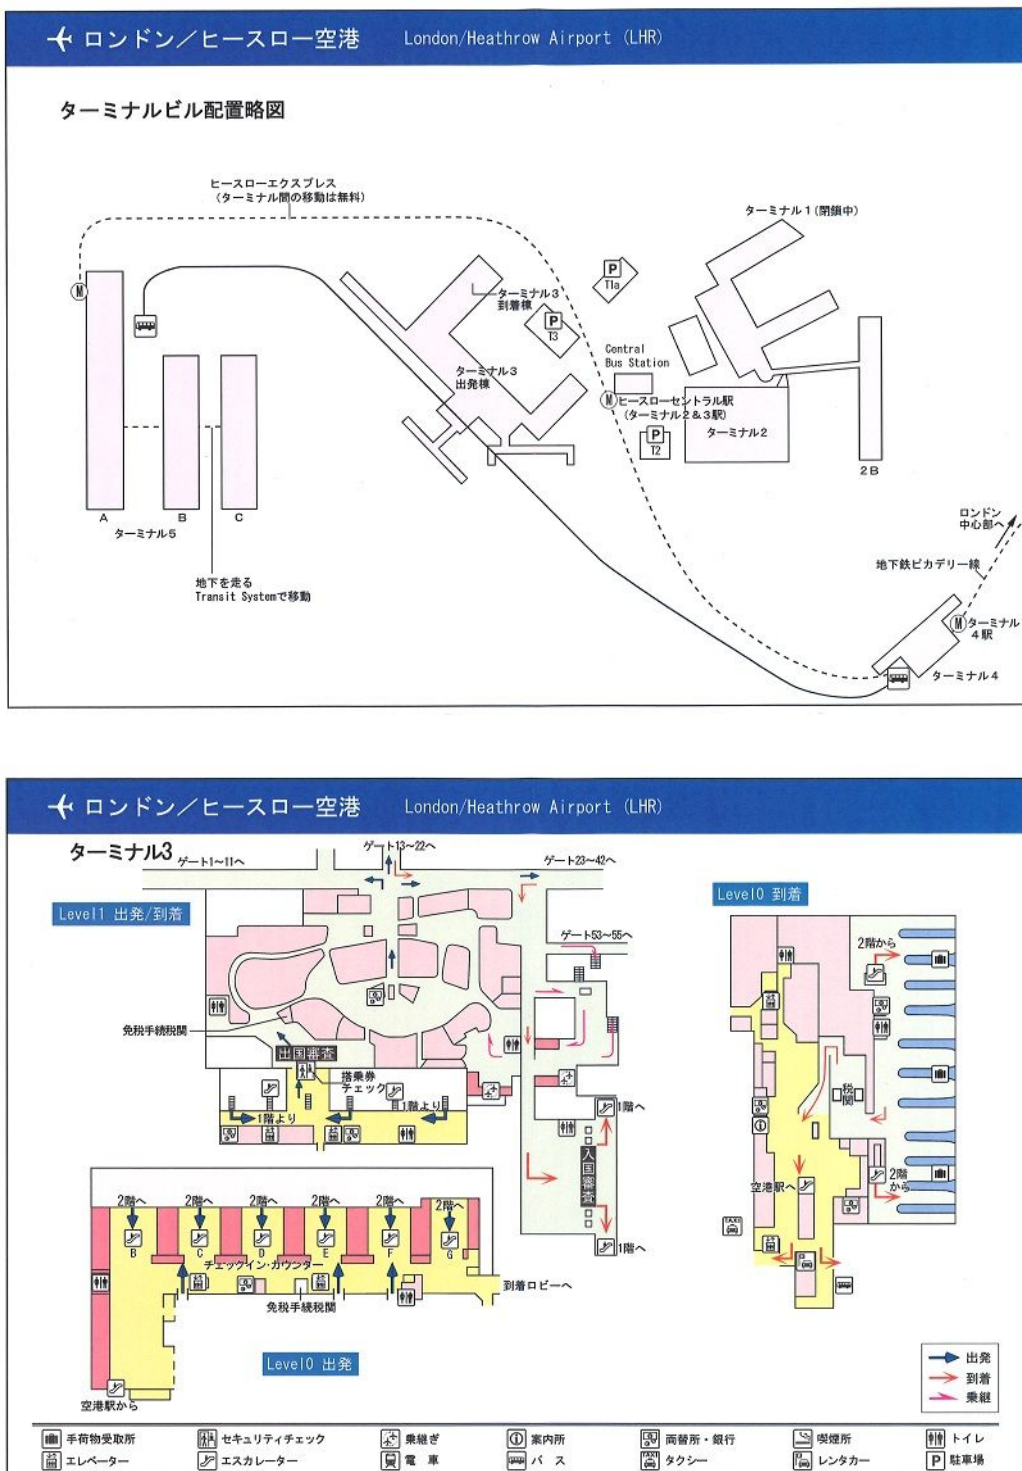 ロンドン／ヒースロー空港 London/Heathrow Airport (LHR)
ターミナルビル配置略図
ヒースローエクスプレス
(ターミナル間の移動は無料)
ターミナル1(閉鎖中)
M
P
T1a
ターミナル3
到着棟
P
T3
Central
Bus Station
ターミナル3
出発棟
M ヒースローセントラル駅
(ターミナル2&3駅)
P
T2
ターミナル2
2B
A
B
C
ターミナル5
ロンドン
中心部へ
地下鉄ピカデリー線
地下を走る
Transit Systemで移動
M ターミナル
4駅
ターミナル4
ロンドン／ヒースロー空港 London/Heathrow Airport (LHR)
ターミナル3
ゲート1〜11へ
ゲート13〜22へ
ゲート23〜42へ
Level1 出発/到着
Level0 到着
ゲート53〜55へ
2階から
免税手続税関
出国審査
搭乗券
チェック
1階より
1階より
1階へ
税関
入国審査
2階
から
空港駅へ
TAXI
1階へ
2階へ
2階へ
2階へ
2階へ
2階へ
2階へ
B
C
D
E
F
G
チェックイン・カウンター
到着ロビーへ
免税手続税関
Level0 出発
空港駅から
出発
到着
乗継
手荷物受取所
セキュリティチェック
乗継ぎ
案内所
両替所・銀行
喫煙所
トイレ
エレベーター
エスカレーター
電車
バス
TAXI タクシー
レンタカー
P 駐車場